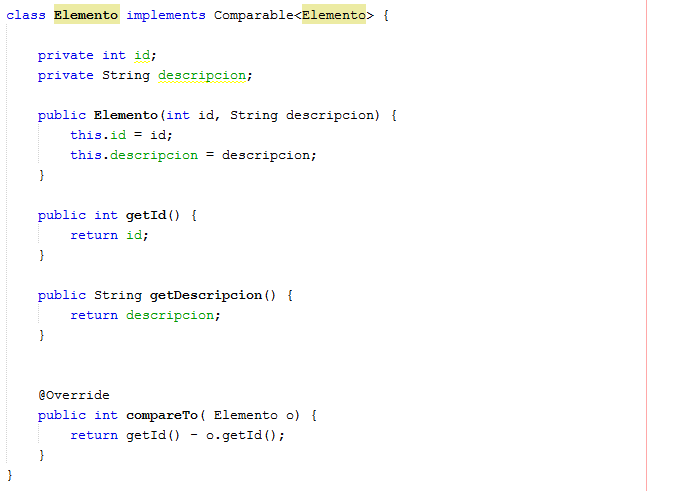 class Elemento implements Comparable<Elemento> {
private int id;
private String descripcion;
public Elemento(int id, String descripcion) {
this.id = id;
this.descripcion = descripcion;
}
public int getId() {
return id;
}
public String getDescripcion() {
return descripcion;
}
@Override
public int compareTo( Elemento o) {
return getId() - o.getId();
}
}